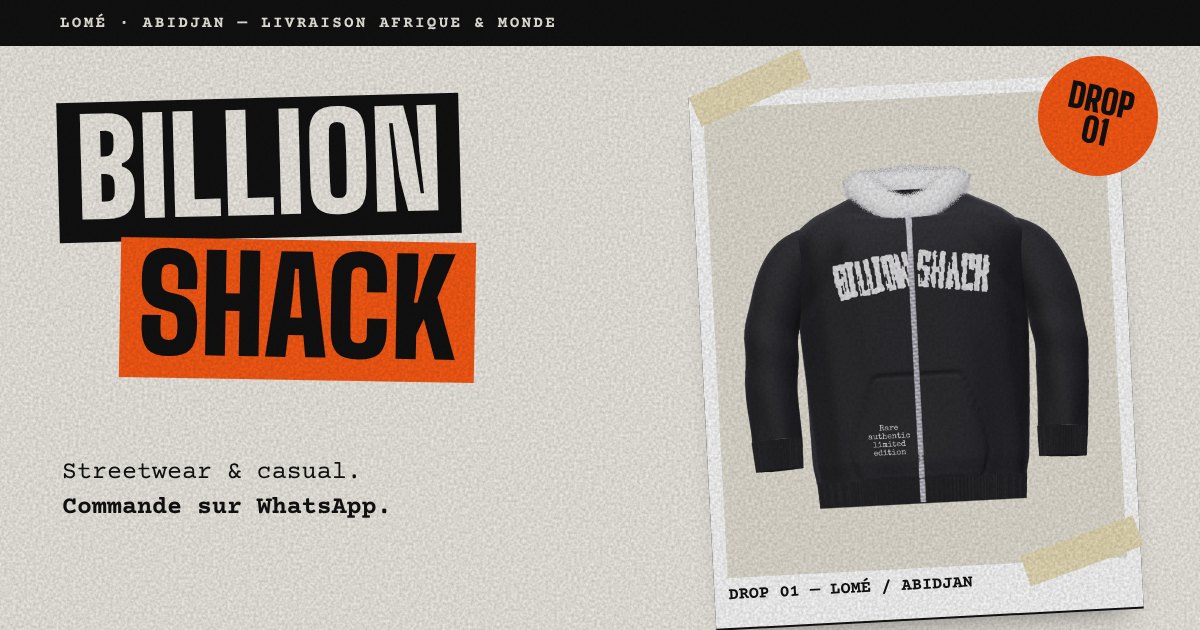 LOMÉ · ABIDJAN — LIVRAISON AFRIQUE & MONDE
BILLION
SHACK
Streetwear & casual.
Commande sur WhatsApp.
DROP
01
BILLION SHACK
Rare
authentic
limited
edition
DROP 01 — LOMÉ / ABIDJAN